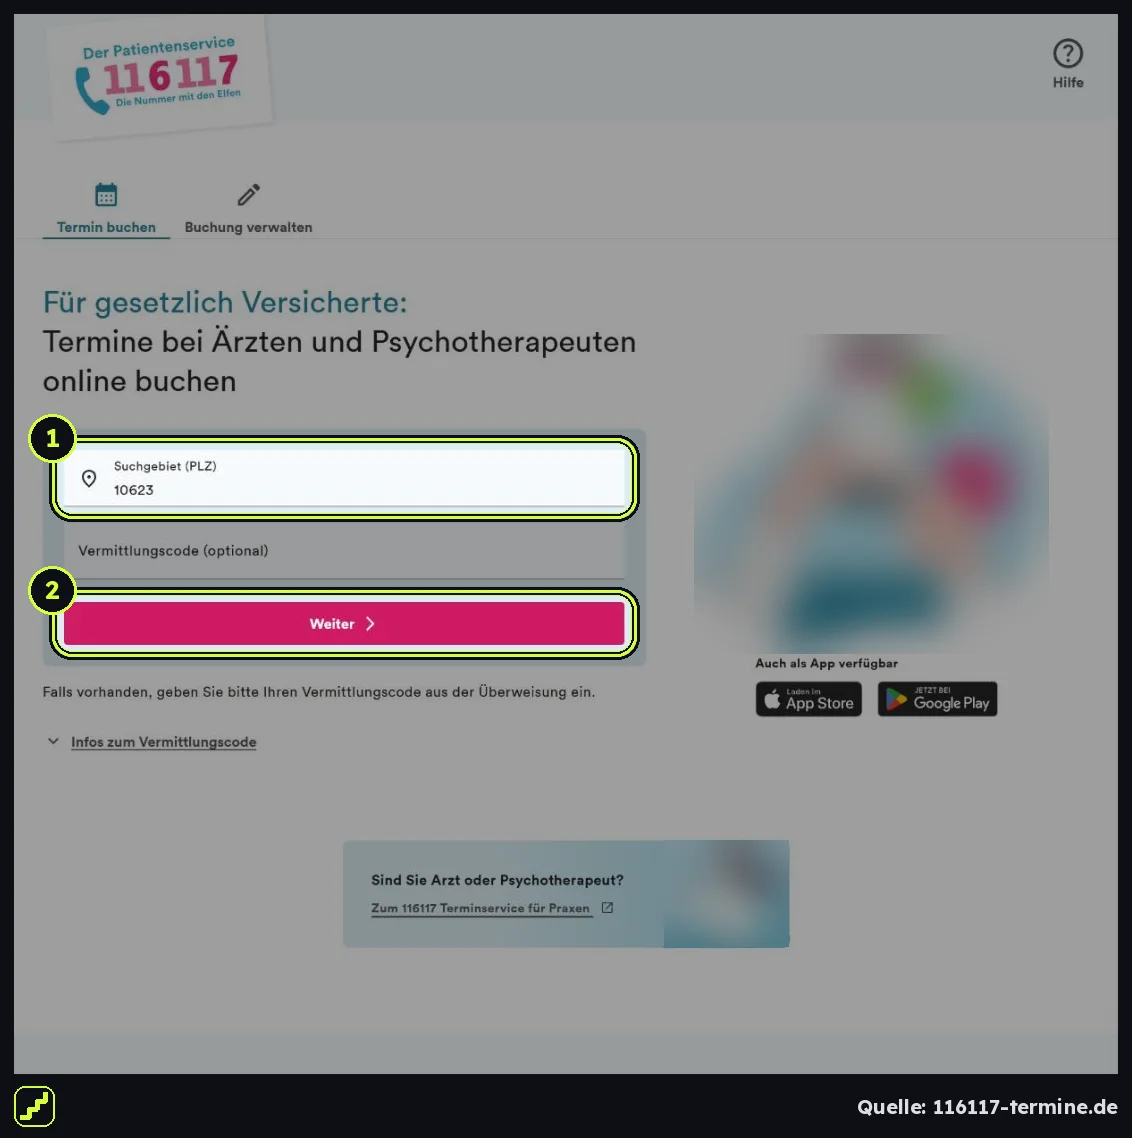 Der Patientenservice
116117
Die Nummer mit den Elfen
Hilfe
Termin buchen
Buchung verwalten
Für gesetzlich Versicherte:
Termine bei Ärzten und Psychotherapeuten
online buchen
1
Suchgebiet (PLZ)
10623
Vermittlungscode (optional)
2
Weiter
Falls vorhanden, geben Sie bitte Ihren Vermittlungscode aus der Überweisung ein.
Infos zum Vermittlungscode
Auch als App verfügbar
Laden im
App Store
JETZT BEI
Google Play
Sind Sie Arzt oder Psychotherapeut?
Zum 116117 Terminservice für Praxen
Quelle: 116117-termine.de